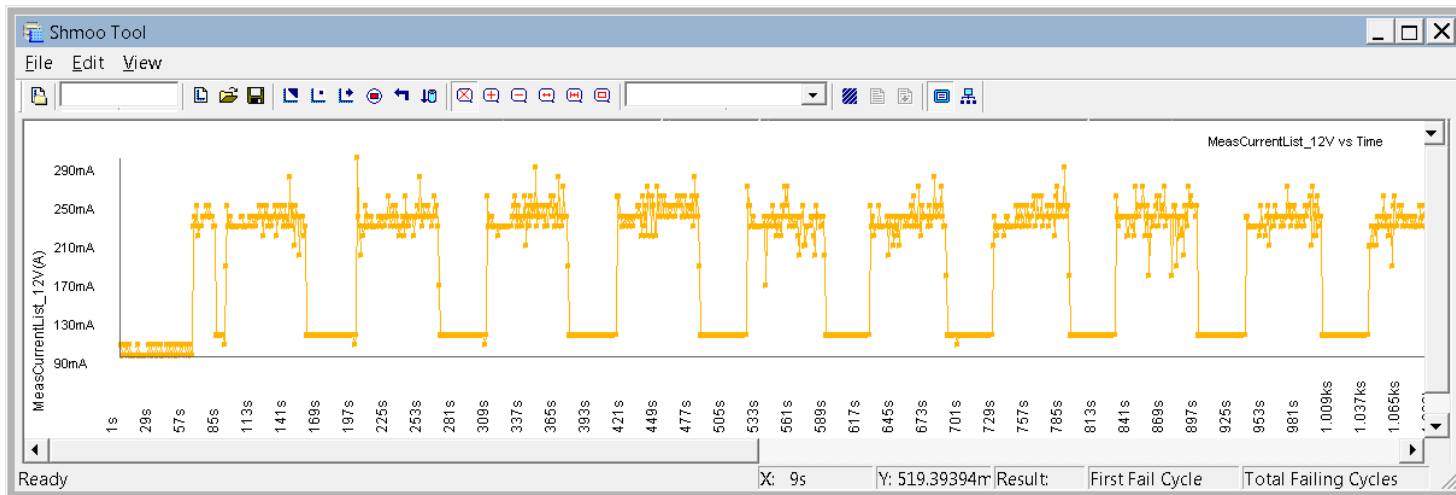 Shmoo Tool
File Edit View
MeasCurrentList_12V vs Time
MeasCurrentList_12V(A)
290mA
250mA
210mA
170mA
130mA
90mA
1s 29s 57s 85s 113s 141s 169s 197s 225s 253s 281s 309s 337s 365s 393s 421s 449s 477s 505s 533s 561s 589s 617s 645s 673s 701s 729s 757s 785s 813s 841s 869s 897s 925s 953s 981s 1.009ks 1.037ks 1.065ks
Ready X: 9s Y: 519.39394m Result: First Fail Cycle Total Failing Cycles